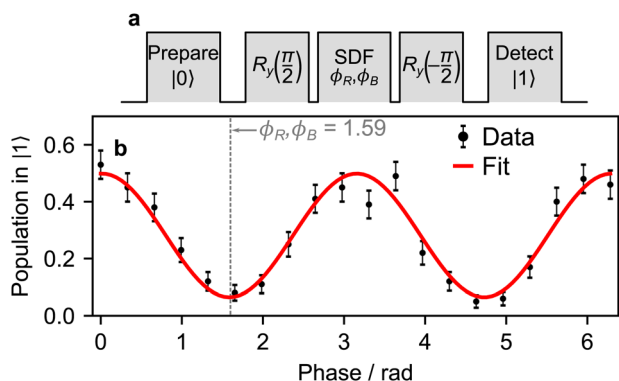 a
Prepare
|0⟩
R_y(π/2)
SDF
ϕ_R,ϕ_B
R_y(−π/2)
Detect
|1⟩
b
ϕ_R, ϕ_B = 1.59
Data
Fit
Population in |1⟩
0.6
0.4
0.2
0.0
0 1 2 3 4 5 6
Phase / rad